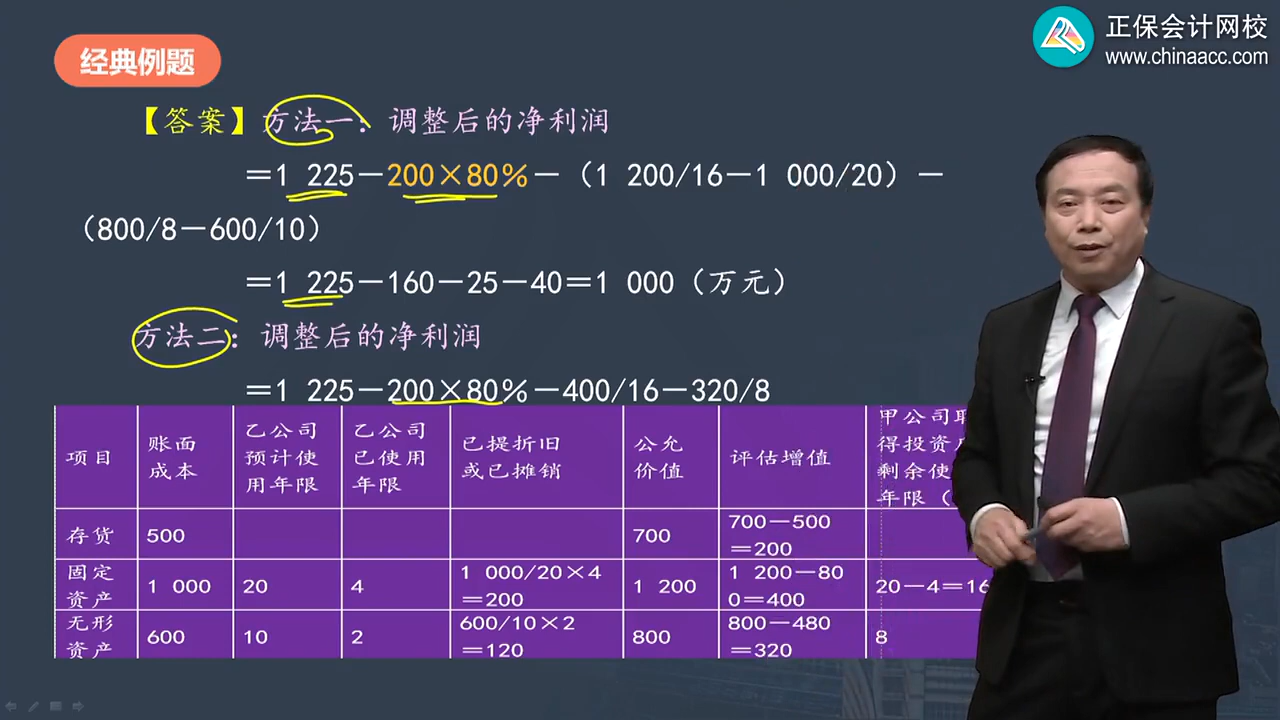 经典例题
正保会计网校
www.chinaacc.com
【答案】方法一：调整后的净利润
＝1 225－200×80％－（1 200/16－1 000/20）－
（800/8－600/10）
＝1 225－160－25－40＝1 000（万元）
方法二：调整后的净利润
＝1 225－200×80％－400/16－320/8
项目 账面成本 乙公司预计使用年限 乙公司已使用年限 已提折旧或已摊销 公允价值 评估增值 甲公司取得投资 剩余使 年限（
存货 500 700 700－500＝200
固定资产 1 000 20 4 1 000/20×4＝200 1 200 1 200－800＝400 20－4＝16
无形资产 600 10 2 600/10×2＝120 800 800－480＝320 8